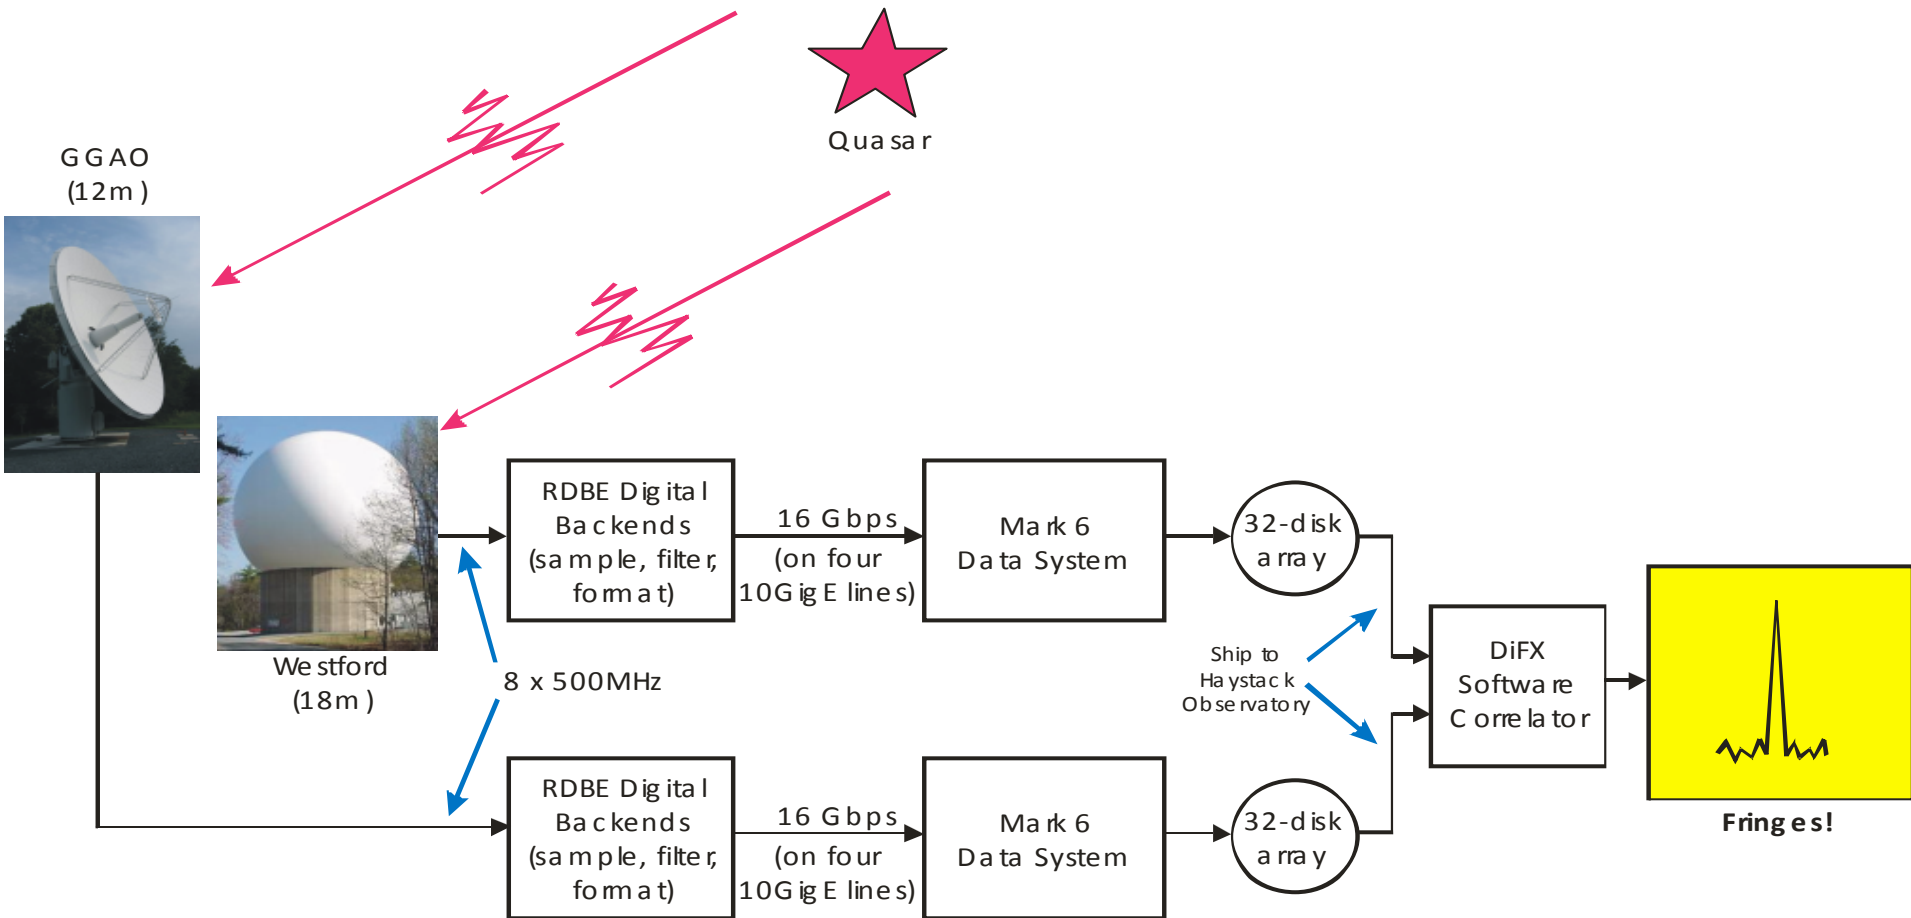 Quasar
GGAO
(12m)
Westford
(18m)
8 x 500MHz
RDBE Digital
Backends
(sample, filter,
format)
16 Gbps
(on four
10GigE lines)
Mark 6
Data System
32-disk
array
Ship to
Haystack
Observatory
DiFX
Software
Correlator
Fringes!
RDBE Digital
Backends
(sample, filter,
format)
16 Gbps
(on four
10GigE lines)
Mark 6
Data System
32-disk
array